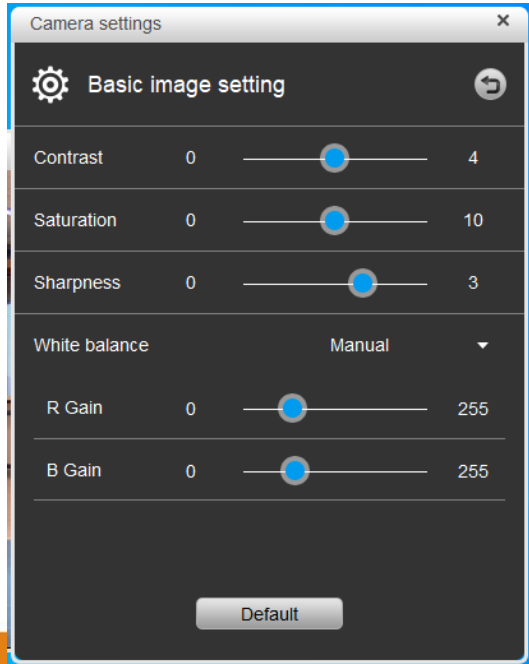 Camera settings
Basic image setting
Contrast 0 4
Saturation 0 10
Sharpness 0 3
White balance Manual
R Gain 0 255
B Gain 0 255
Default